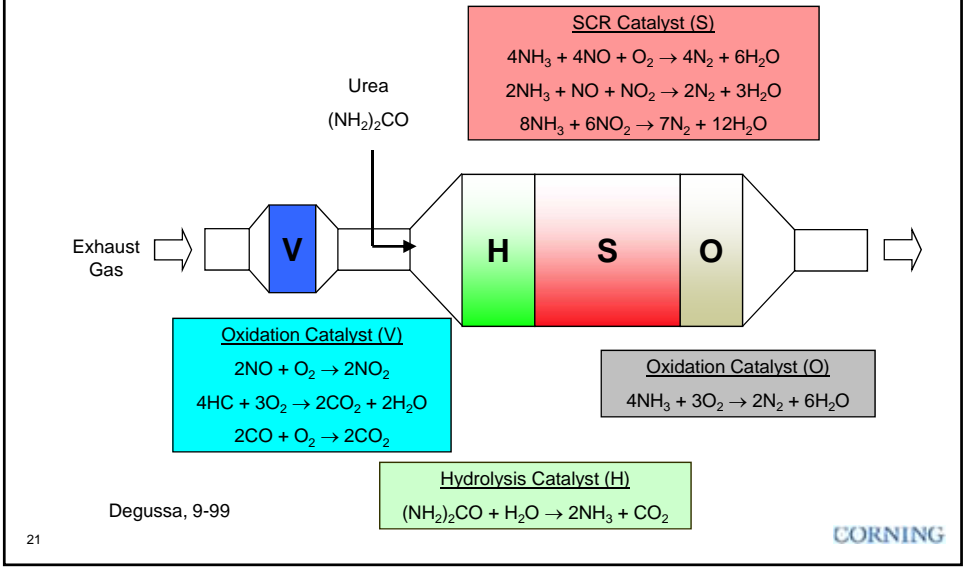 SCR Catalyst (S)
4NH₃ + 4NO + O₂ → 4N₂ + 6H₂O
2NH₃ + NO + NO₂ → 2N₂ + 3H₂O
8NH₃ + 6NO₂ → 7N₂ + 12H₂O
Urea
(NH₂)₂CO
Exhaust
Gas
V
H
S
O
Oxidation Catalyst (V)
2NO + O₂ → 2NO₂
4HC + 3O₂ → 2CO₂ + 2H₂O
2CO + O₂ → 2CO₂
Oxidation Catalyst (O)
4NH₃ + 3O₂ → 2N₂ + 6H₂O
Hydrolysis Catalyst (H)
(NH₂)₂CO + H₂O → 2NH₃ + CO₂
Degussa, 9-99
21
CORNING